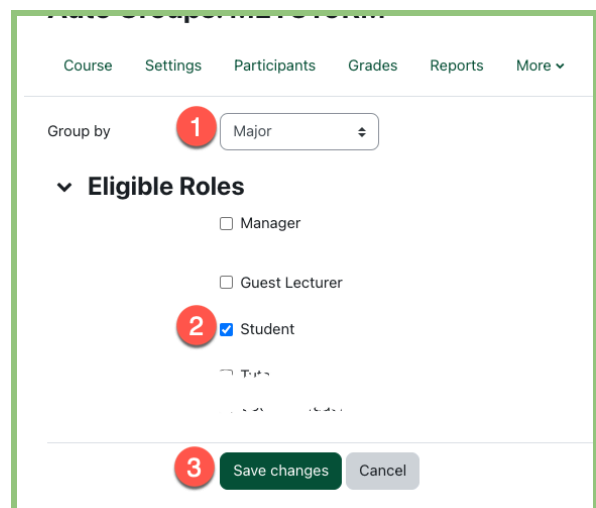 Course Settings Participants Grades Reports More
Group by 1 Major
Eligible Roles
Manager
Guest Lecturer
2 Student
3 Save changes Cancel